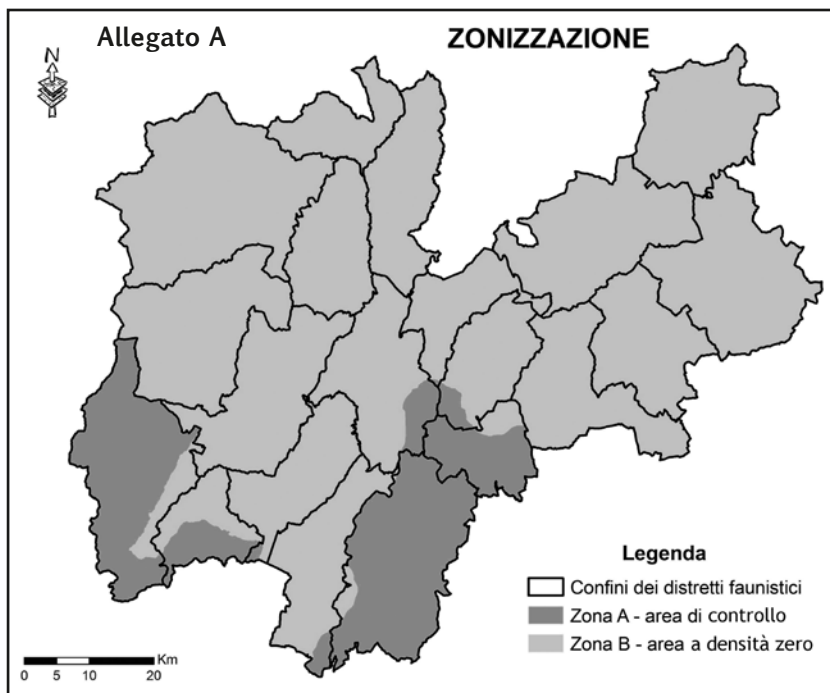 Allegato A
ZONIZZAZIONE
N
Legenda
Confini dei distretti faunistici
Zona A - area di controllo
Zona B - area a densità zero
Km
0 5 10 20